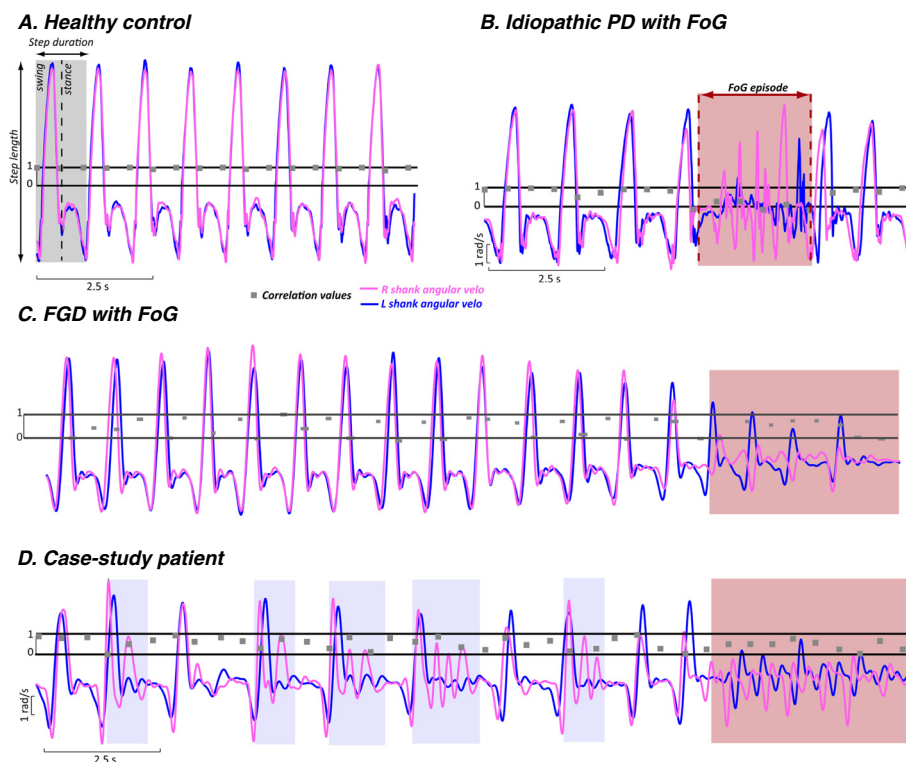 A. Healthy control
Step duration
swing
stance
Step length
1
0
2.5 s
B. Idiopathic PD with FoG
FoG episode
1
0
1 rad/s
2.5 s
Correlation values
R shank angular velo
L shank angular velo
C. FGD with FoG
1
0
D. Case-study patient
1
0
1 rad/s
2.5 s